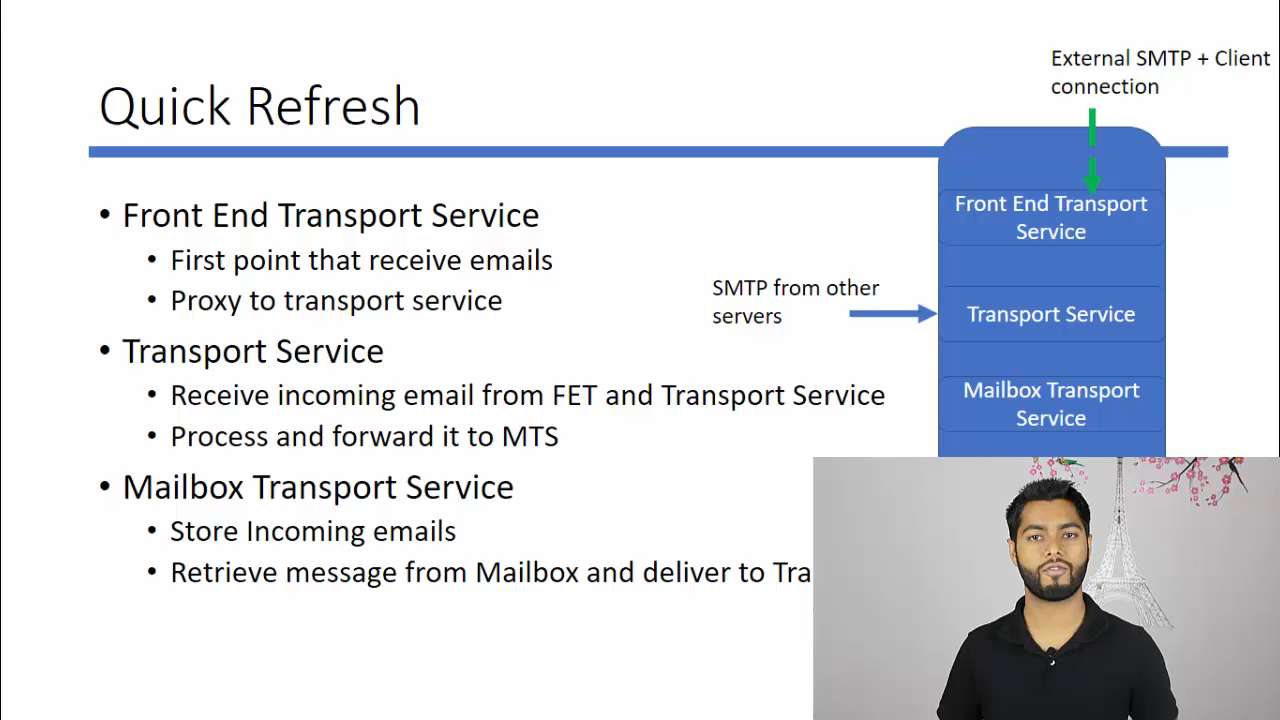 Quick Refresh
• Front End Transport Service
• First point that receive emails
• Proxy to transport service
• Transport Service
• Receive incoming email from FET and Transport Service
• Process and forward it to MTS
• Mailbox Transport Service
• Store Incoming emails
• Retrieve message from Mailbox and deliver to
External SMTP + Client
connection
Front End Transport
Service
SMTP from other
servers
Transport Service
Mailbox Transport
Service